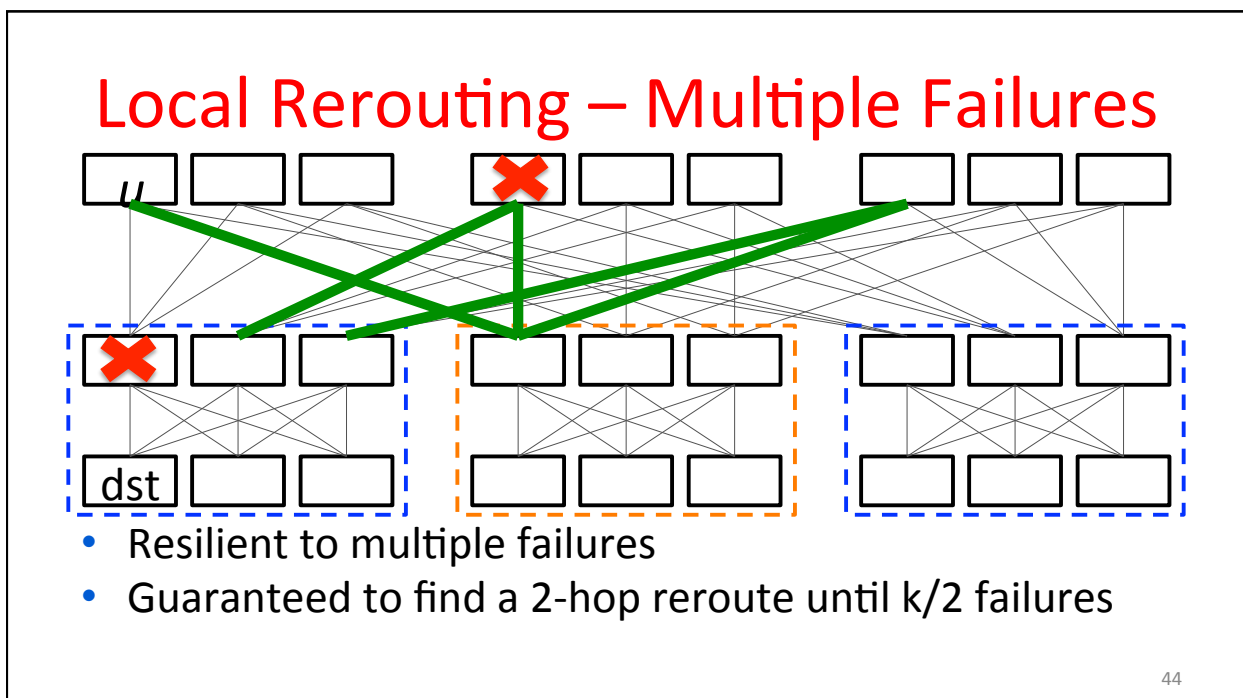 Local Rerouting – Multiple Failures
u
dst
• Resilient to multiple failures
• Guaranteed to find a 2-hop reroute until k/2 failures
44